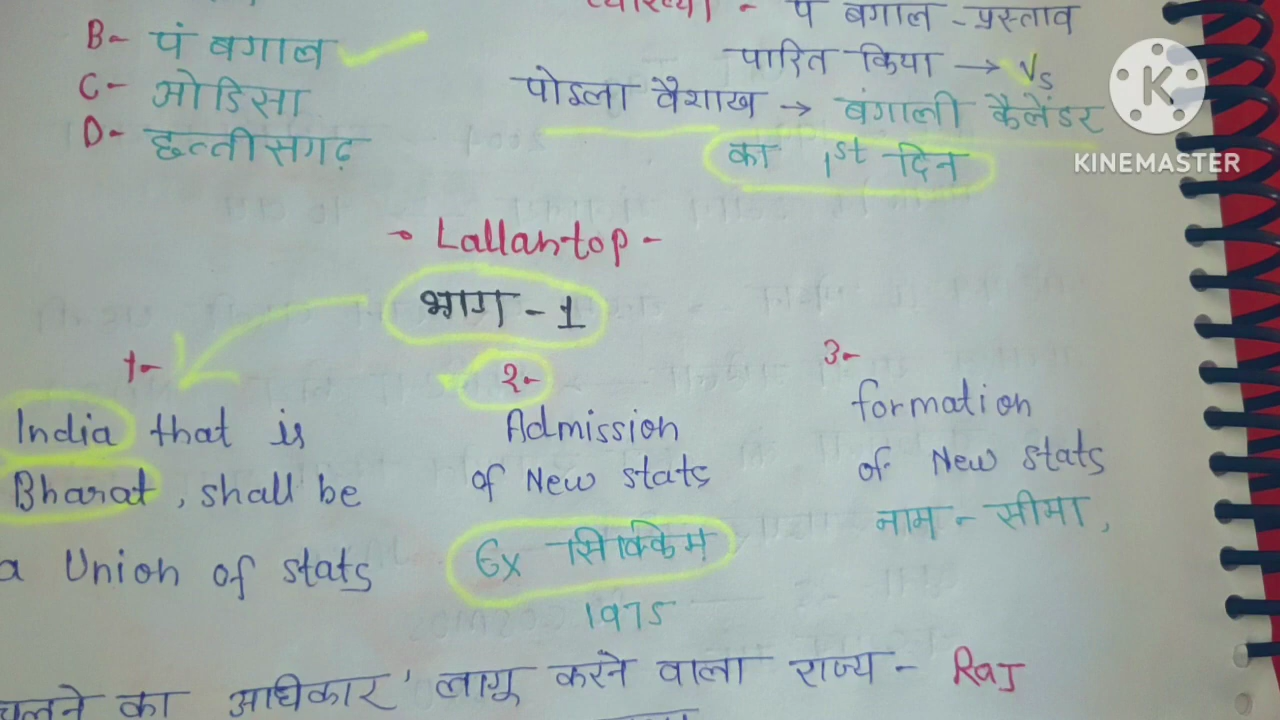 व्याख्या - पं बंगाल - प्रस्ताव
B- पं बंगाल
पारित किया → Vs
C- ओडिसा
पोइला वैशाख → बंगाली कैलेंडर
D- छत्तीसगढ़
का 1st दिन
K
KINEMASTER
Lallantop -
भाग - 1
1-
2-
3-
India that is
Bharat, shall be
a Union of stats
Admission
of New stats
Ex सिक्किम
1975
formation
of New stats
नाम - सीमा,
चलने का अधिकार' लागू करने वाला राज्य - RaJ